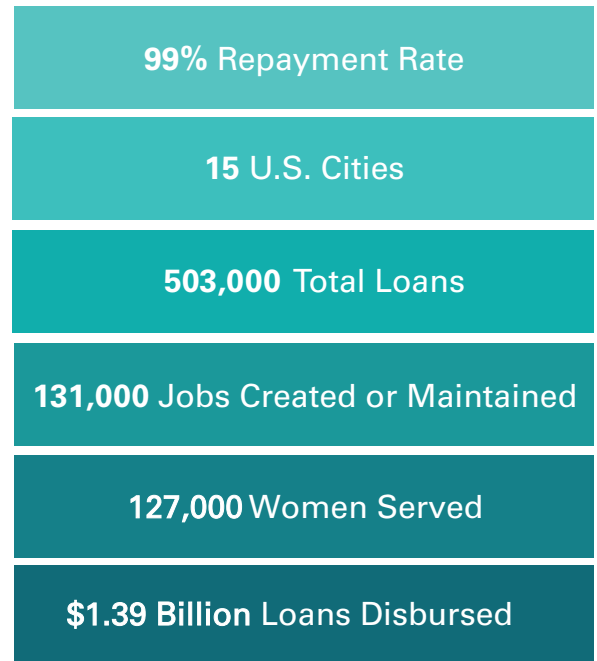 99% Repayment Rate
15 U.S. Cities
503,000 Total Loans
131,000 Jobs Created or Maintained
127,000 Women Served
$1.39 Billion Loans Disbursed